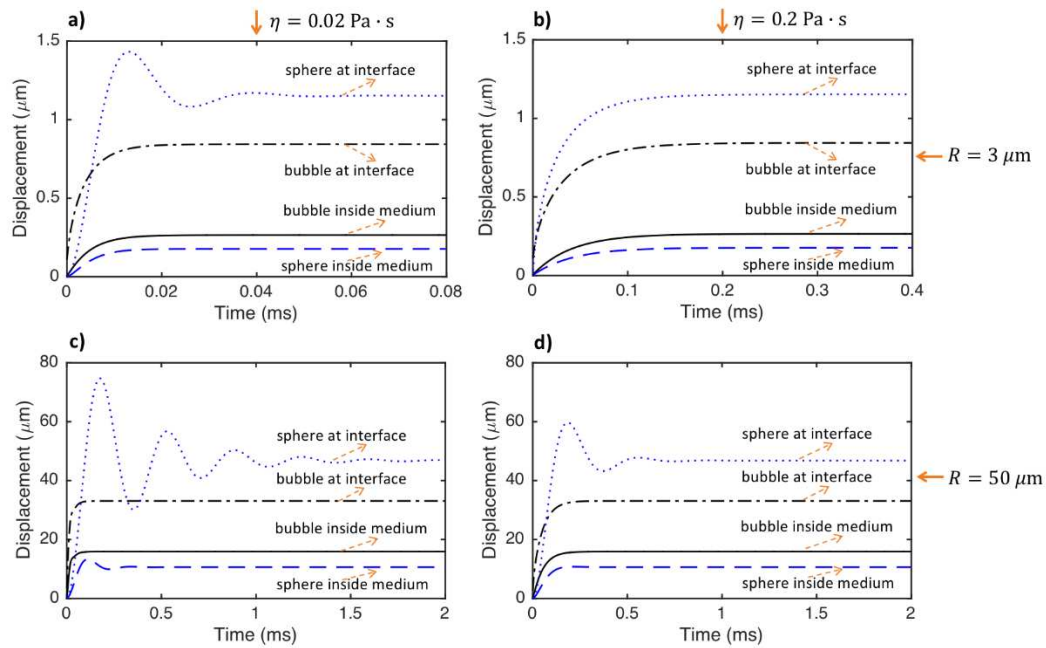 a)
η = 0.02 Pa · s
b)
η = 0.2 Pa · s
Displacement (μm)
1.5
1
0.5
0
sphere at interface
bubble at interface
bubble inside medium
sphere inside medium
0 0.02 0.04 0.06 0.08
Time (ms)
Displacement (μm)
1.5
1
0.5
0
sphere at interface
bubble at interface
bubble inside medium
sphere inside medium
0 0.1 0.2 0.3 0.4
Time (ms)
R = 3 μm
c)
Displacement (μm)
80
60
40
20
0
sphere at interface
bubble at interface
bubble inside medium
sphere inside medium
0 0.5 1 1.5 2
Time (ms)
d)
Displacement (μm)
80
60
40
20
0
sphere at interface
bubble at interface
bubble inside medium
sphere inside medium
0 0.5 1 1.5 2
Time (ms)
R = 50 μm